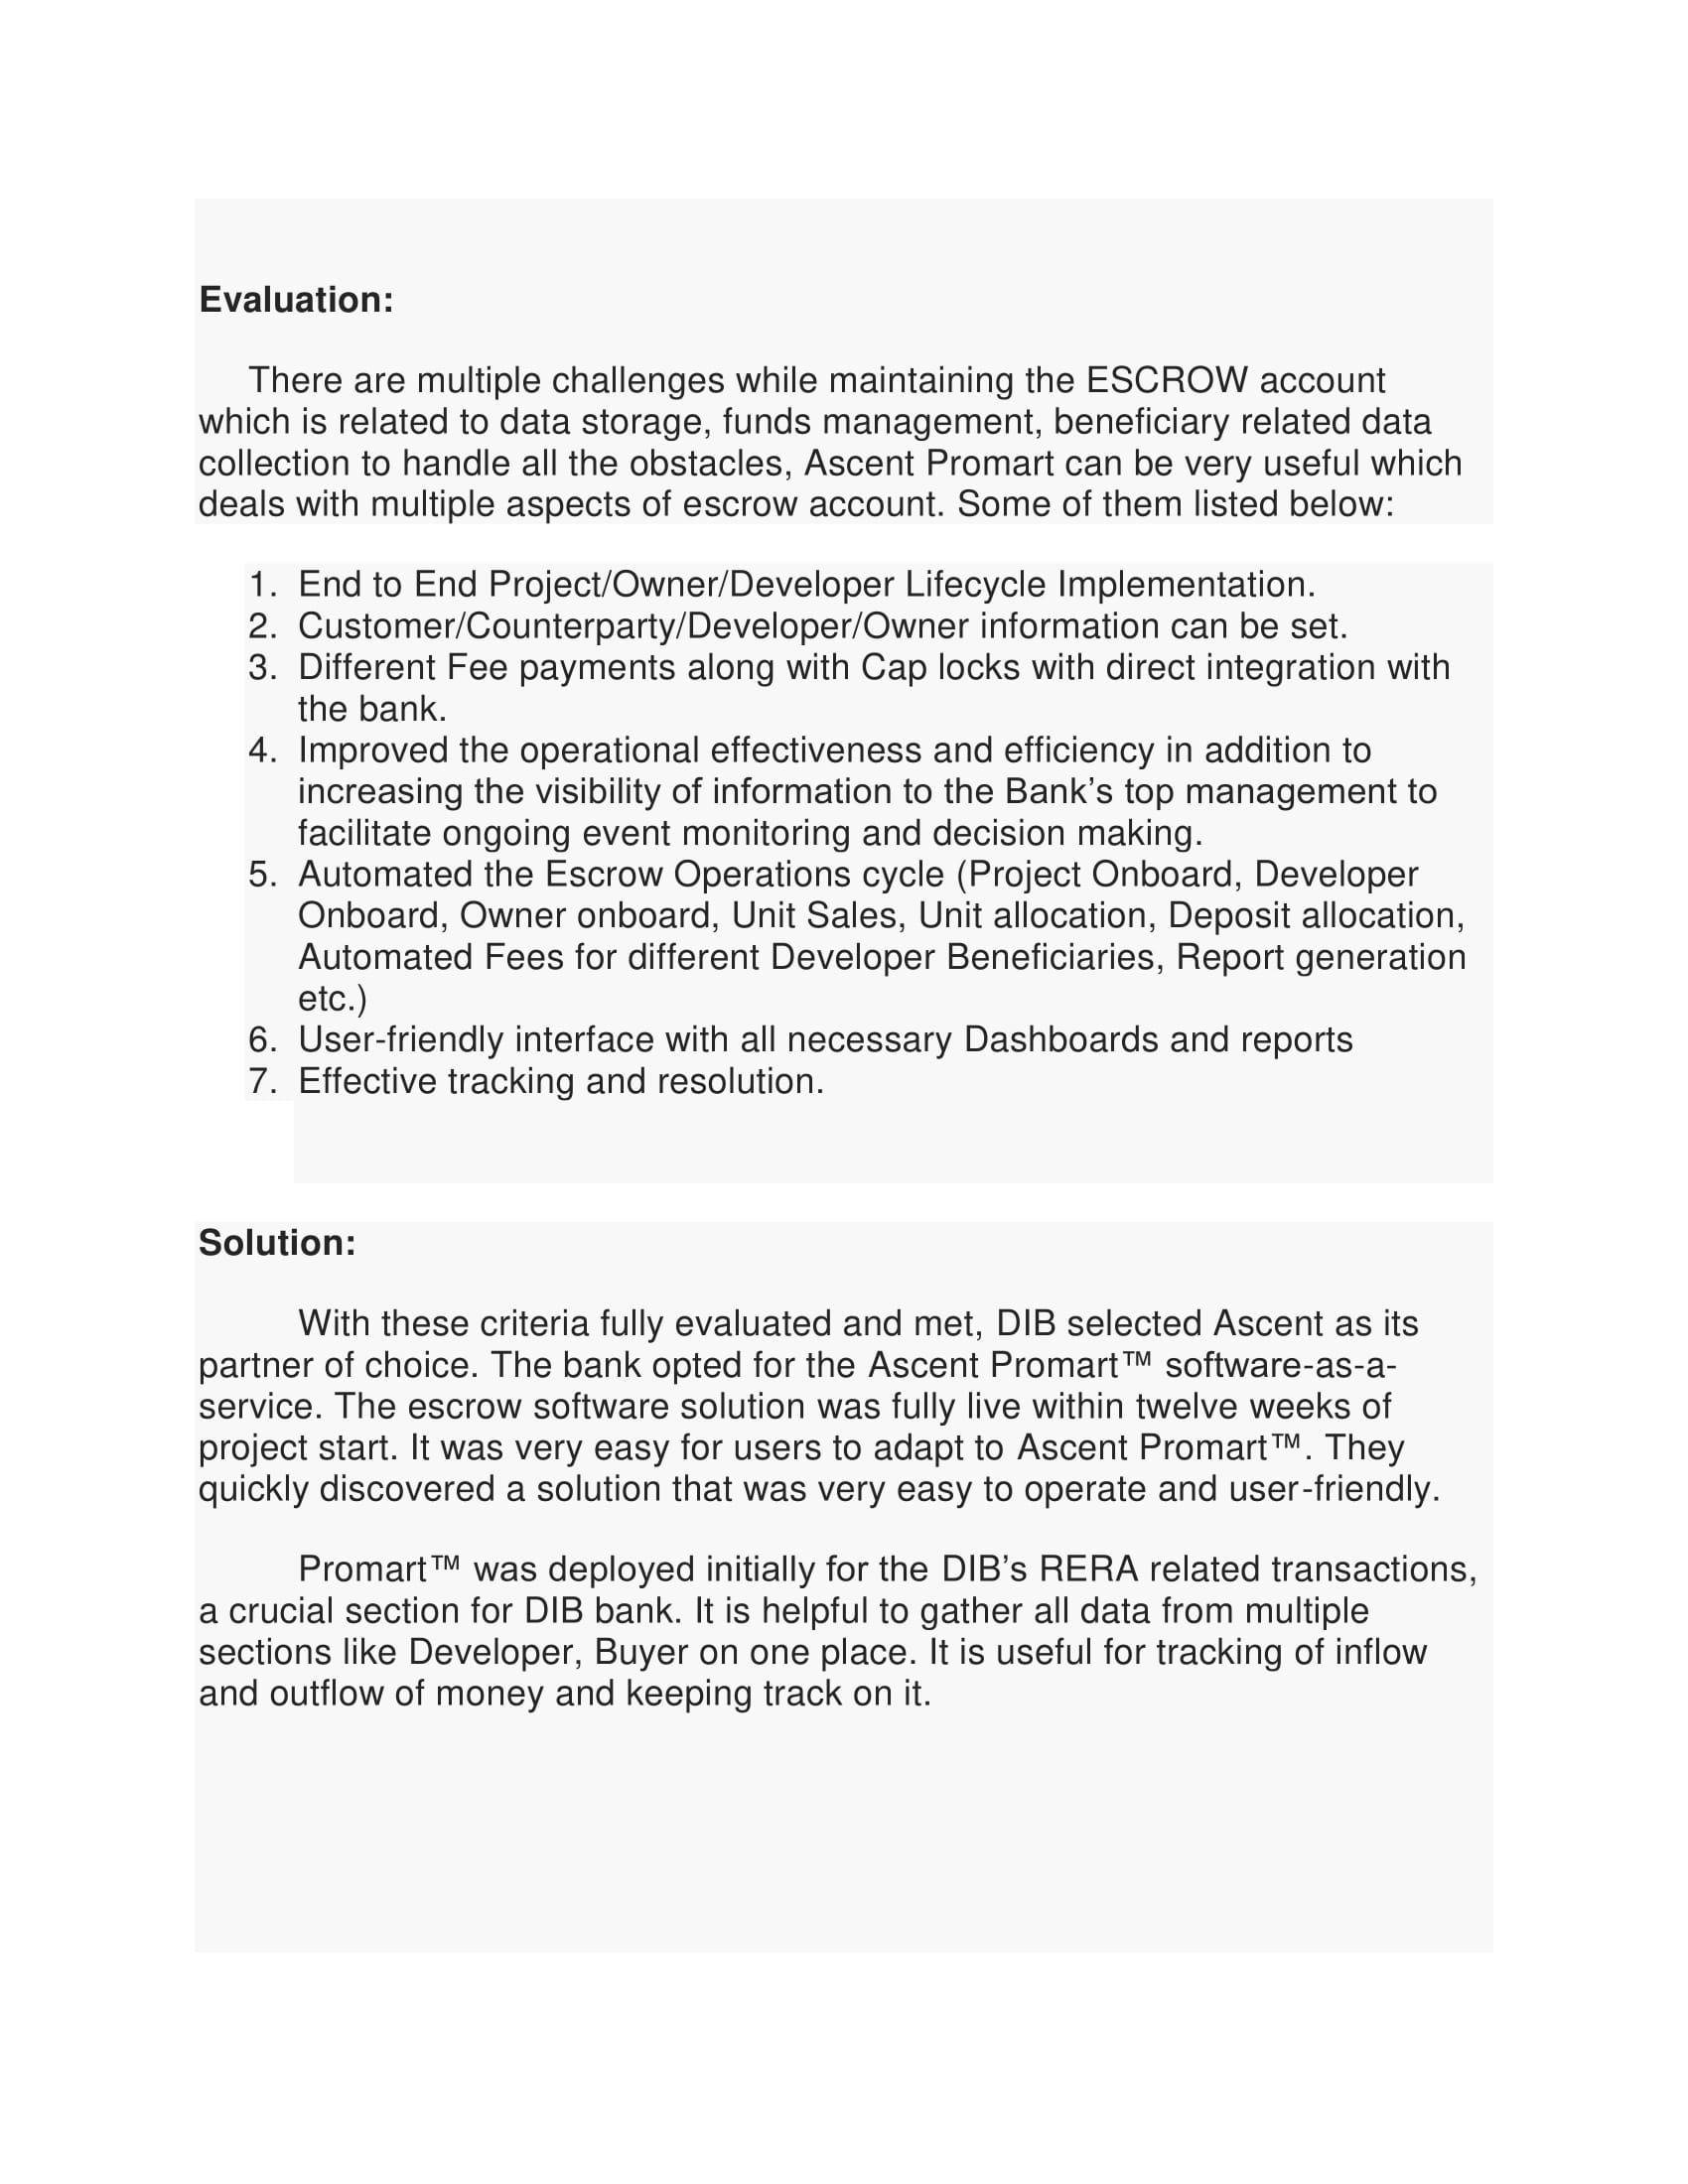 Evaluation:
There are multiple challenges while maintaining the ESCROW account
which is related to data storage, funds management, beneficiary related data
collection to handle all the obstacles, Ascent Promart can be very useful which
deals with multiple aspects of escrow account. Some of them listed below:
1. End to End Project/Owner/Developer Lifecycle Implementation.
2. Customer/Counterparty/Developer/Owner information can be set.
3. Different Fee payments along with Cap locks with direct integration with
the bank.
4. Improved the operational effectiveness and efficiency in addition to
increasing the visibility of information to the Bank’s top management to
facilitate ongoing event monitoring and decision making.
5. Automated the Escrow Operations cycle (Project Onboard, Developer
Onboard, Owner onboard, Unit Sales, Unit allocation, Deposit allocation,
Automated Fees for different Developer Beneficiaries, Report generation
etc.)
6. User-friendly interface with all necessary Dashboards and reports
7. Effective tracking and resolution.
Solution:
With these criteria fully evaluated and met, DIB selected Ascent as its
partner of choice. The bank opted for the Ascent Promart™ software-as-a-
service. The escrow software solution was fully live within twelve weeks of
project start. It was very easy for users to adapt to Ascent Promart™. They
quickly discovered a solution that was very easy to operate and user-friendly.
Promart™ was deployed initially for the DIB’s RERA related transactions,
a crucial section for DIB bank. It is helpful to gather all data from multiple
sections like Developer, Buyer on one place. It is useful for tracking of inflow
and outflow of money and keeping track on it.